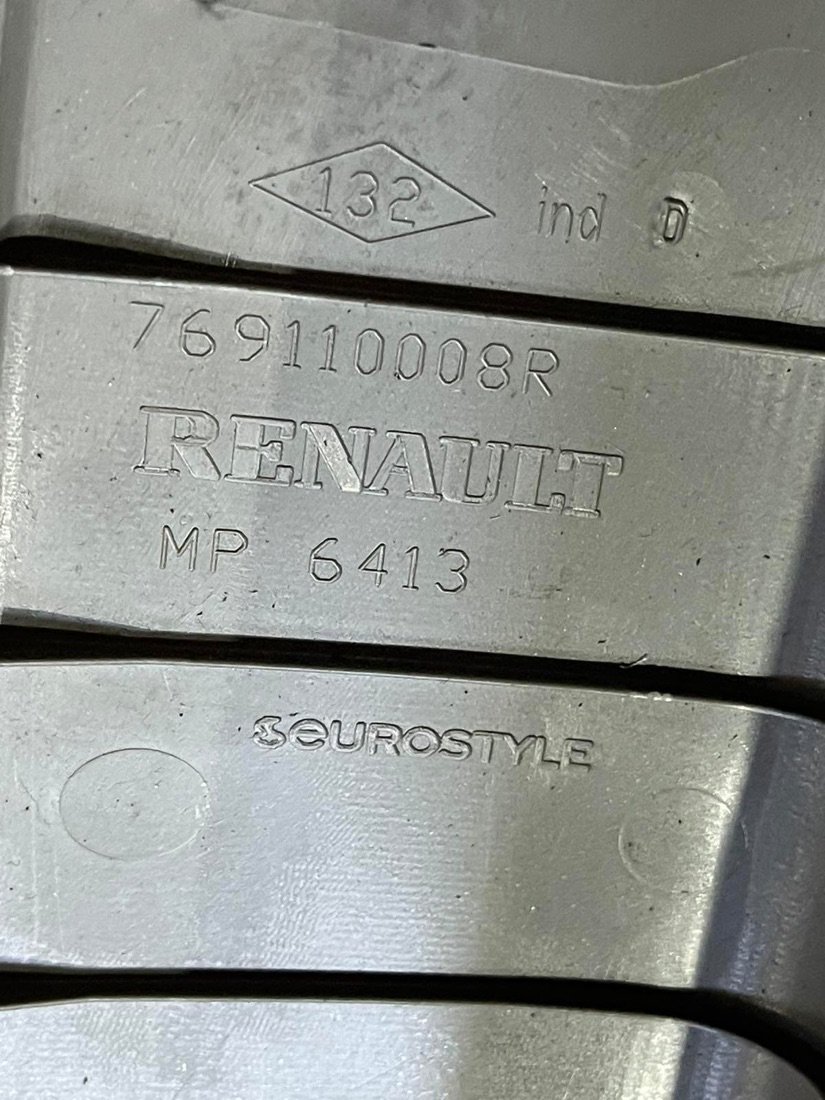 132 ind D
769110008R
RENAULT
MP 6413
eUROSTYLE